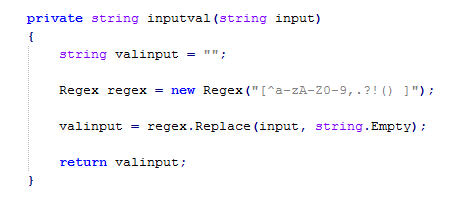 private string inputval(string input)
{
string valinput = "";
Regex regex = new Regex("[^a-zA-Z0-9,.?!() ]");
valinput = regex.Replace(input, string.Empty);
return valinput;
}